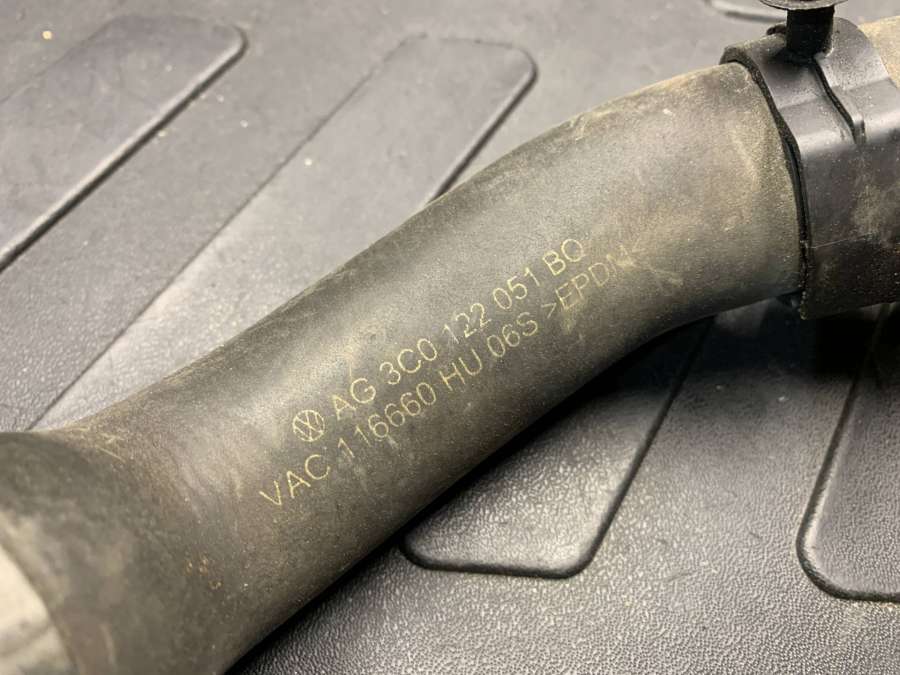 AG 3C0 122 051 BQ
VAC 116660 HU 06S >EPDM<